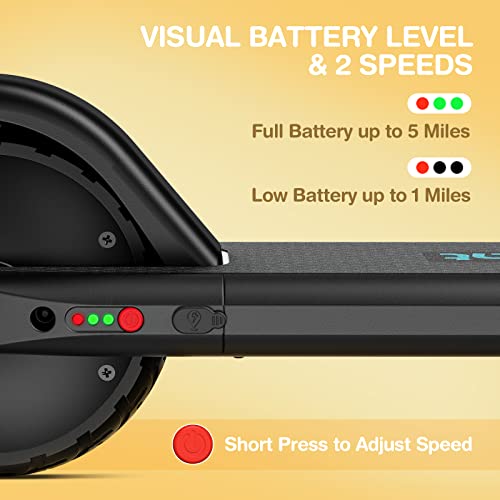 VISUAL BATTERY LEVEL
& 2 SPEEDS
Full Battery up to 5 Miles
Low Battery up to 1 Miles
Short Press to Adjust Speed